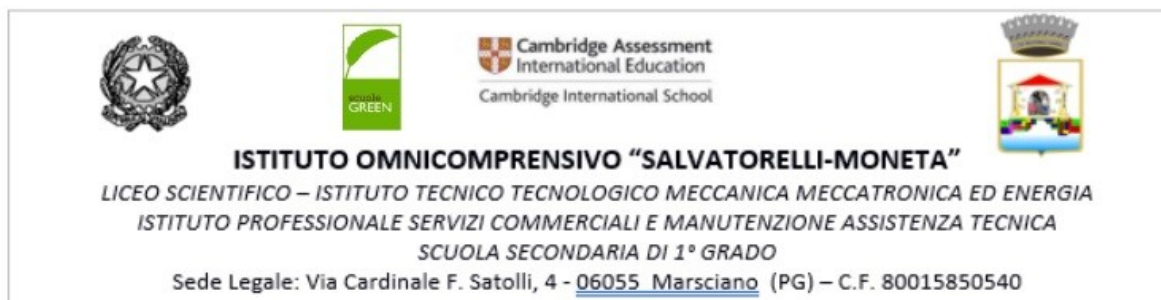 scuole
GREEN
Cambridge Assessment
International Education
Cambridge International School
ISTITUTO OMNICOMPRENSIVO “SALVATORELLI-MONETA”
LICEO SCIENTIFICO – ISTITUTO TECNICO TECNOLOGICO MECCANICA MECCATRONICA ED ENERGIA
ISTITUTO PROFESSIONALE SERVIZI COMMERCIALI E MANUTENZIONE ASSISTENZA TECNICA
SCUOLA SECONDARIA DI 1° GRADO
Sede Legale: Via Cardinale F. Satolli, 4 - 06055 Marsciano (PG) – C.F. 80015850540